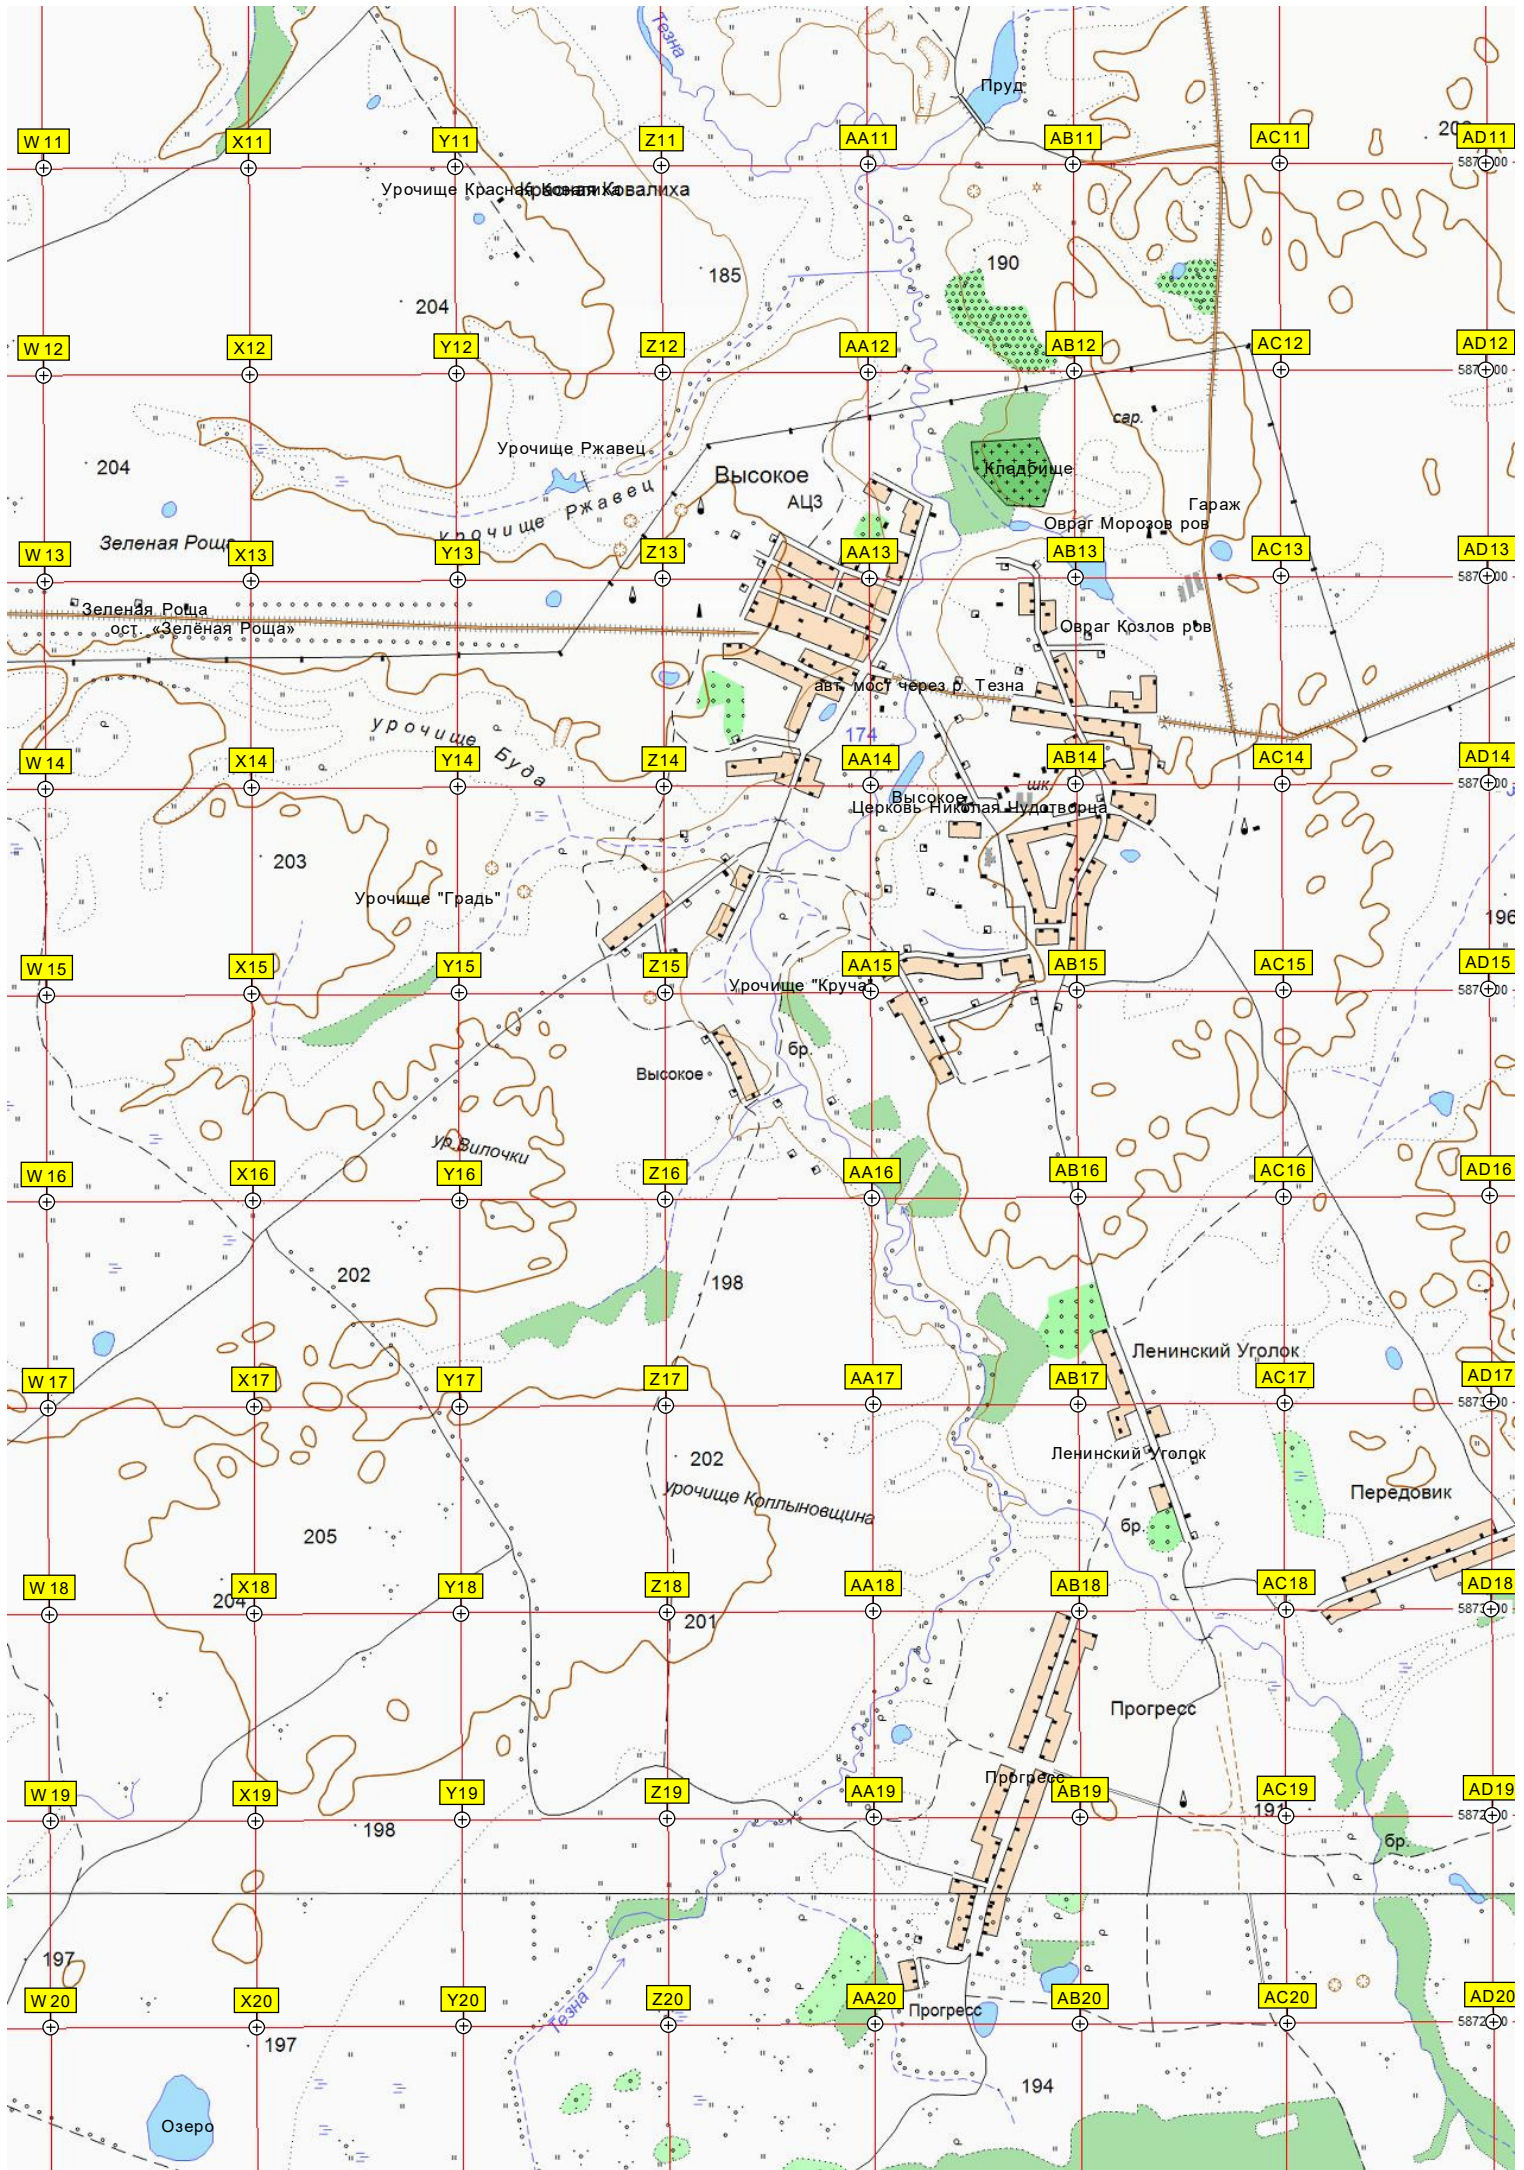 Тезна
Пруд
W 11
X11
Y11
Z11
AA11
AB11
AC11
AD11
Урочище Красная Ковалиха
Красная Ковалиха
185
190
204
W 12
X12
Y12
Z12
AA12
AB12
AC12
AD12
сар.
204
Урочище Ржавец
Высокое
Кладбище
АЦЗ
урочище Ржавец
Гараж
Овраг Морозов ров
Зеленая Роща
W 13
X13
Y13
Z13
AA13
AB13
AC13
AD13
Зеленая Роща
ост. «Зелёная Роща»
Овраг Козлов ров
авт. мост через р. Тезна
урочище Буда
174
W 14
X14
Y14
Z14
AA14
AB14
AC14
AD14
шк.
Высокое
Церковь Николая Чудотворца
203
Урочище "Градь"
196
W 15
X15
Y15
Z15
AA15
AB15
AC15
AD15
Урочище "Круча"
бр.
Высокое
ур.Вилочки
W 16
X16
Y16
Z16
AA16
AB16
AC16
AD16
202
198
Ленинский Уголок
W 17
X17
Y17
Z17
AA17
AB17
AC17
AD17
202
Ленинский Уголок
урочище Коплыновщина
Передовик
205
бр.
W 18
X18
Y18
Z18
AA18
AB18
AC18
AD18
204
201
Прогресс
Прогресс
W 19
X19
Y19
Z19
AA19
AB19
AC19
AD19
191
198
бр.
197
W 20
X20
Y20
Z20
AA20
AB20
AC20
AD20
Тезна
Прогресс
197
194
Озеро